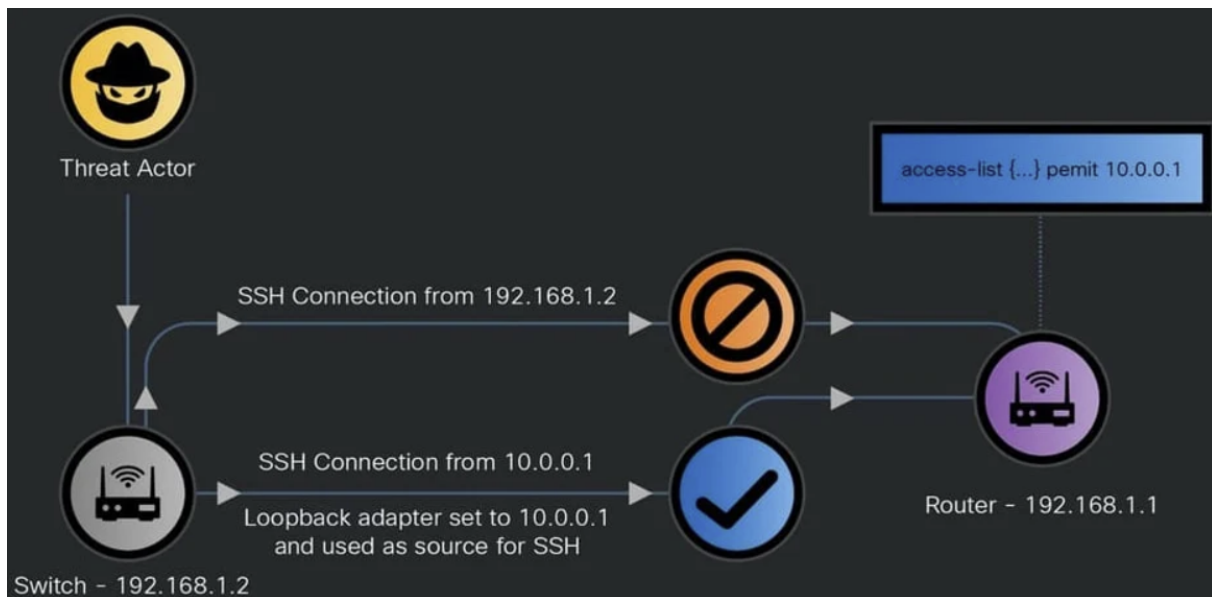 Threat Actor
access-list {...} pemit 10.0.0.1
SSH Connection from 192.168.1.2
SSH Connection from 10.0.0.1
Loopback adapter set to 10.0.0.1
and used as source for SSH
Router - 192.168.1.1
Switch - 192.168.1.2